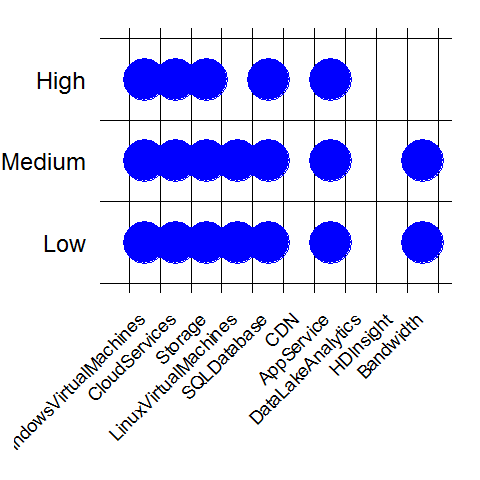 High
Medium
Low
ndowsVirtualMachines
CloudServices
Storage
LinuxVirtualMachines
SQLDatabase
CDN
AppService
DataLakeAnalytics
HDInsight
Bandwidth